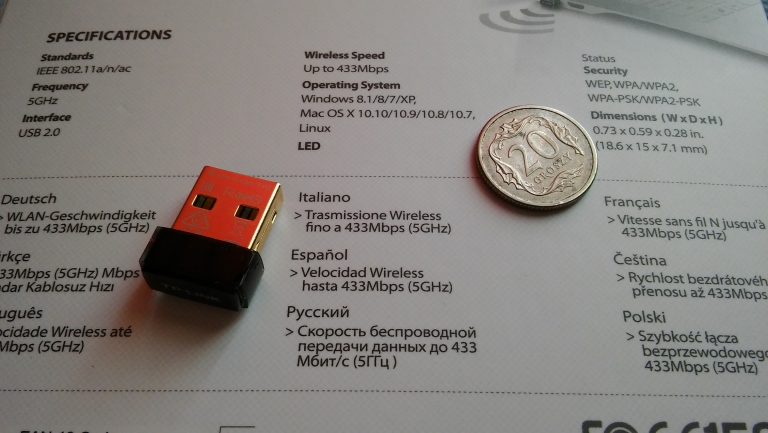 SPECIFICATIONS
Standards
IEEE 802.11a/n/ac
Frequency
5GHz
Interface
USB 2.0
Wireless Speed
Up to 433Mbps
Operating System
Windows 8.1/8/7/XP,
Mac OS X 10.10/10.9/10.8/10.7,
Linux
LED
Status
Security
WEP, WPA/WPA2,
WPA-PSK/WPA2-PSK
Dimensions (W x D x H)
0.73 x 0.59 x 0.28 in.
(18.6 x 15 x 7.1 mm)
20
GROSZY
TP-LINK
Deutsch
> WLAN-Geschwindigkeit
bis zu 433Mbps (5GHz)
rkçe
33Mbps (5GHz) Mbps
dar Kablosuz Hızı
uguês
ocidade Wireless até
Mbps (5GHz)
Italiano
> Trasmissione Wireless
fino a 433Mbps (5GHz)
Español
> Velocidad Wireless
hasta 433Mbps (5GHz)
Русский
> Скорость беспроводной
передачи данных до 433
Мбит/с (5ГГц )
Français
> Vitesse sans fil N jusqu'à
433Mbps (5GHz)
Čeština
> Rychlost bezdrátovéh
přenosu až 433Mbps
Polski
> Szybkość łącza
bezprzewodowego
433Mbps (5GHz)